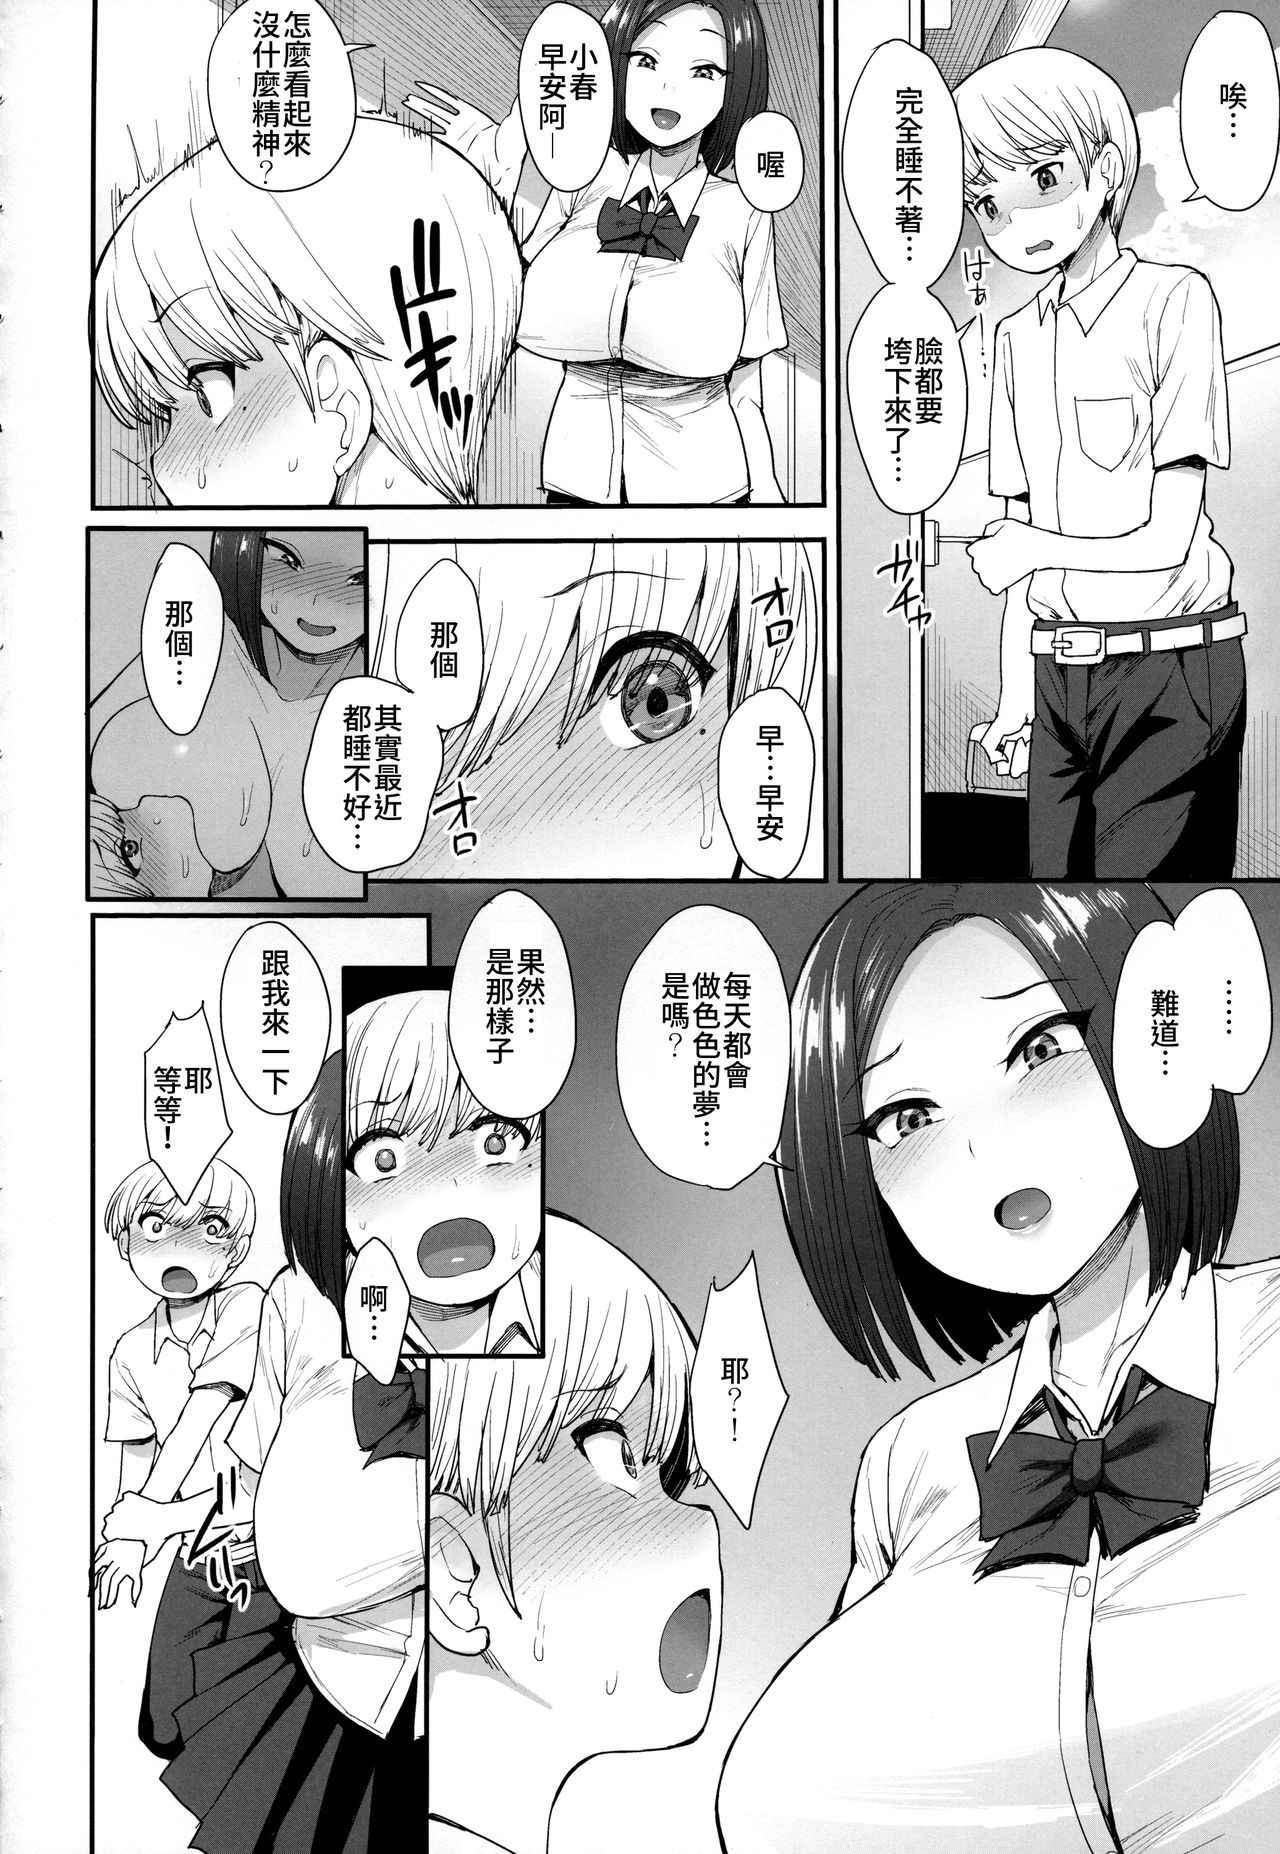 唉…
完全睡不著…
臉都要
垮下來了…
はぁ……
ガチャ
喔
小春
早安阿—
怎麼看起來
沒什麼精神？
ドキッ
早…早安
オロ
オロ
那個
其實最近
都睡不好…
那個…
……
難道…
每天都會
做色色的夢…
是嗎？
耶？！
果然…
是那樣子
啊…
跟我來一下
耶
等等！